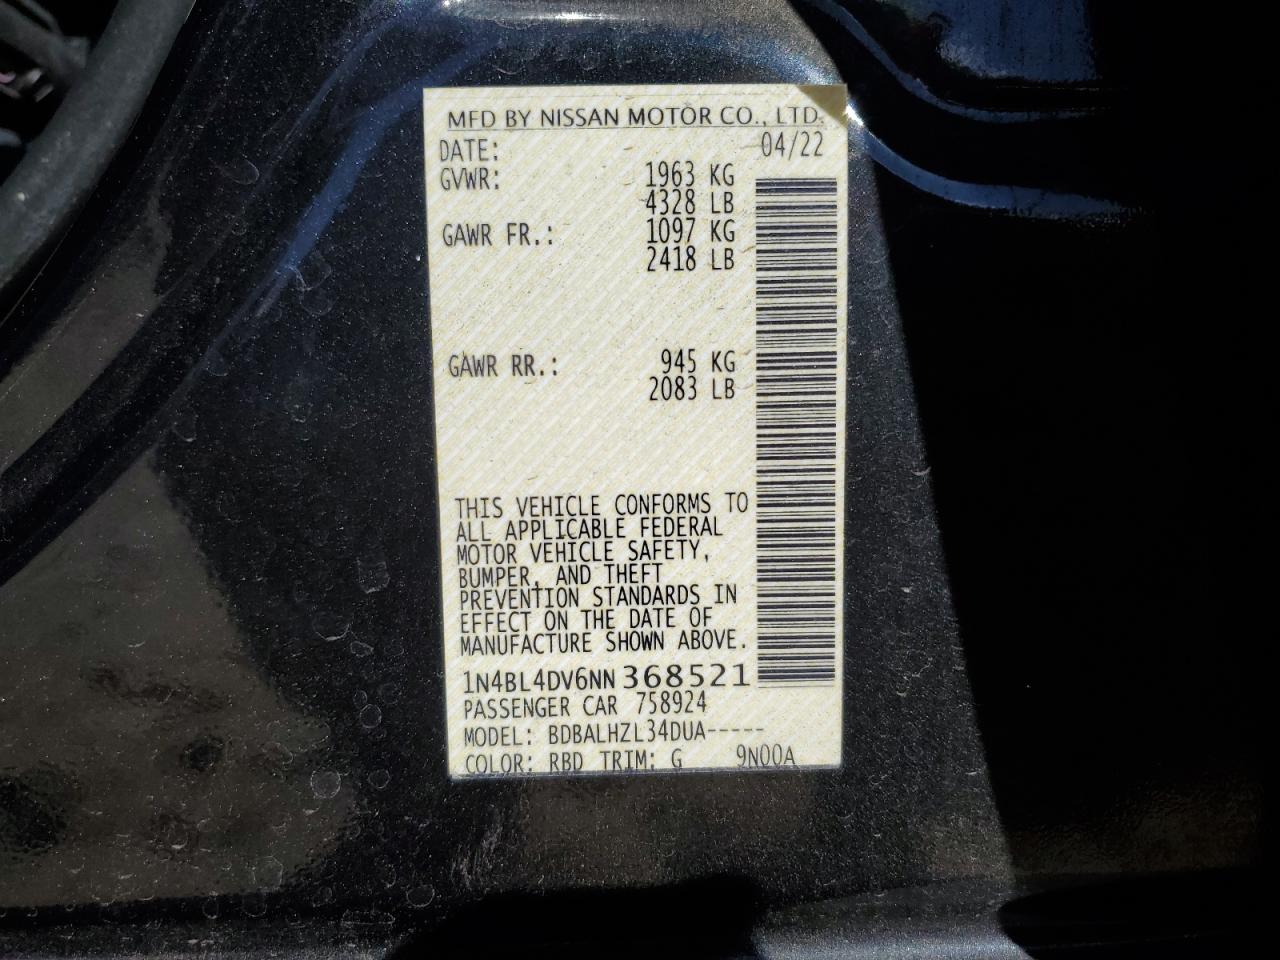 MFD BY NISSAN MOTOR CO., LTD.
DATE: 04/22
GVWR: 1963 KG
4328 LB
GAWR FR.: 1097 KG
2418 LB
GAWR RR.: 945 KG
2083 LB
THIS VEHICLE CONFORMS TO
ALL APPLICABLE FEDERAL
MOTOR VEHICLE SAFETY,
BUMPER, AND THEFT
PREVENTION STANDARDS IN
EFFECT ON THE DATE OF
MANUFACTURE SHOWN ABOVE.
1N4BL4DV6NN368521
PASSENGER CAR 758924
MODEL: BDBALHZL34DUA-----
COLOR: RBD TRIM: G 9N00A